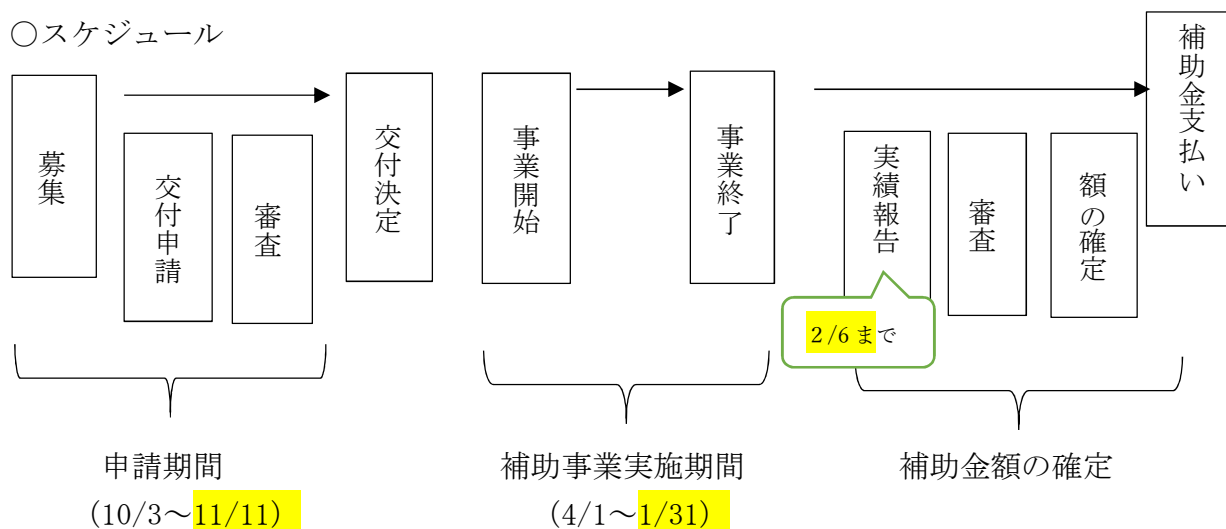 ○スケジュール
募集
交付申請
審査
交付決定
事業開始
事業終了
実績報告
審査
額の確定
補助金支払い
2/6 まで
申請期間
（10/3～11/11）
補助事業実施期間
（4/1～1/31）
補助金額の確定